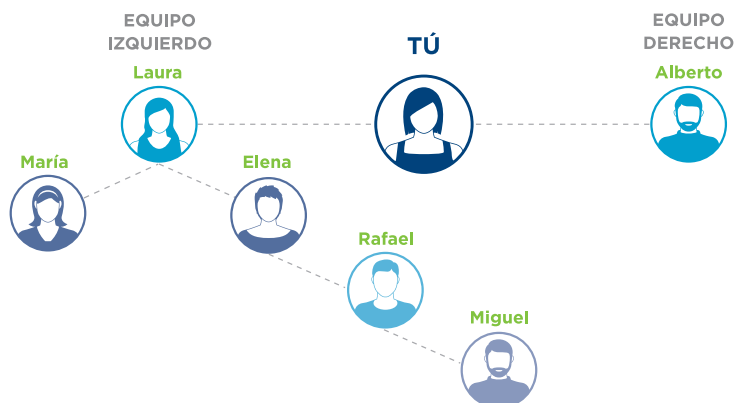 EQUIPO
IZQUIERDO
Laura
TÚ
EQUIPO
DERECHO
Alberto
María
Elena
Rafael
Miguel